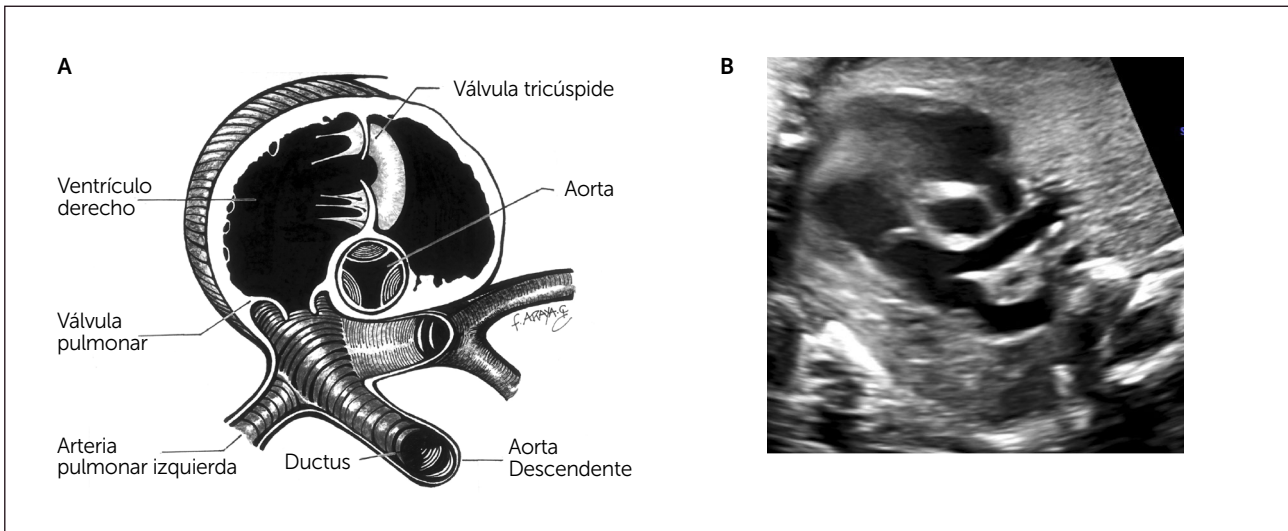 A
Válvula tricúspide
Ventrículo
derecho
Aorta
Válvula
pulmonar
F. ARAYA. G
Arteria
pulmonar izquierda
Ductus
Aorta
Descendente
B
s